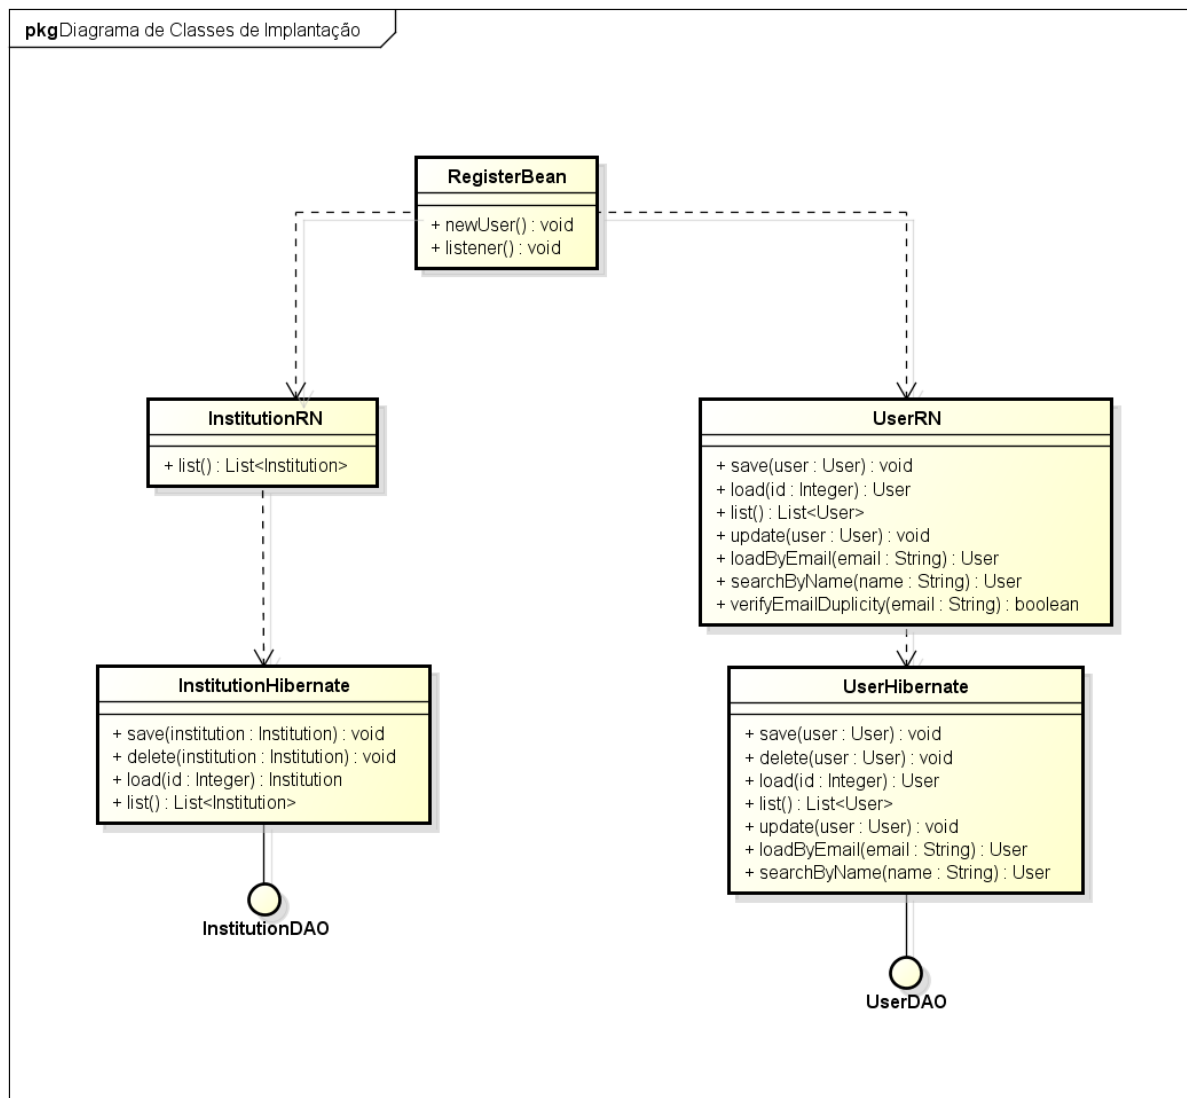 pkg Diagrama de Classes de Implantação
RegisterBean
+ newUser() : void
+ listener() : void
InstitutionRN
+ list() : List<Institution>
UserRN
+ save(user : User) : void
+ load(id : Integer) : User
+ list() : List<User>
+ update(user : User) : void
+ loadByEmail(email : String) : User
+ searchByName(name : String) : User
+ verifyEmailDuplicity(email : String) : boolean
InstitutionHibernate
+ save(institution : Institution) : void
+ delete(institution : Institution) : void
+ load(id : Integer) : Institution
+ list() : List<Institution>
InstitutionDAO
UserHibernate
+ save(user : User) : void
+ delete(user : User) : void
+ load(id : Integer) : User
+ list() : List<User>
+ update(user : User) : void
+ loadByEmail(email : String) : User
+ searchByName(name : String) : User
UserDAO